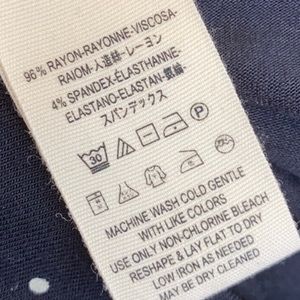 96% RAYON-RAYONNE-VISCOSA-
RAIOM-人造絲-レーヨン
4% SPANDEX-ÉLASTHANNE-
ELASTANO-ELASTAN-氨綸-
スパンデックス
30
P
MACHINE WASH COLD GENTLE
WITH LIKE COLORS
USE ONLY NON-CHLORINE BLEACH
RESHAPE & LAY FLAT TO DRY
LOW IRON AS NEEDED
MAY BE DRY CLEANED